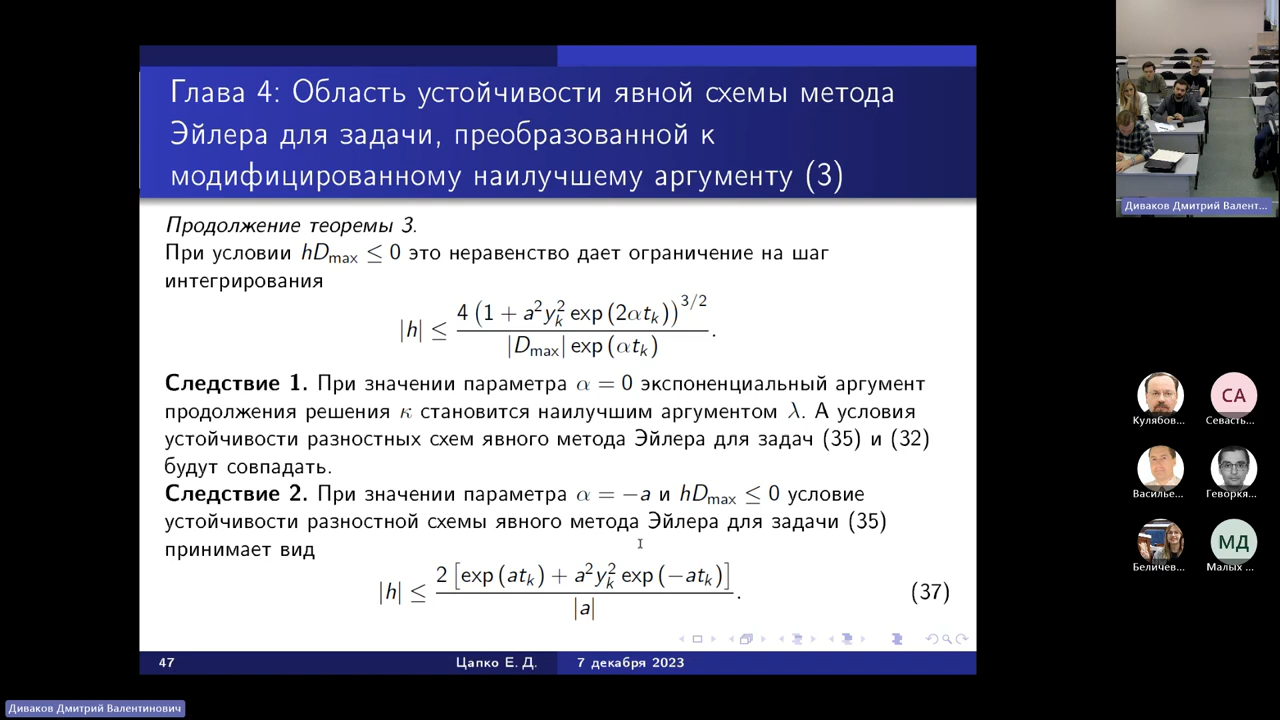 Глава 4: Область устойчивости явной схемы метода
Эйлера для задачи, преобразованной к
модифицированному наилучшему аргументу (3)
Продолжение теоремы 3.
При условии hD_max ≤ 0 это неравенство дает ограничение на шаг
интегрирования
|h| ≤ 4 (1 + a² y_k² exp (2αt_k))^{3/2} / (|D_max| exp (αt_k)).
Следствие 1. При значении параметра α = 0 экспоненциальный аргумент
продолжения решения κ становится наилучшим аргументом λ. А условия
устойчивости разностных схем явного метода Эйлера для задач (35) и (32)
будут совпадать.
Следствие 2. При значении параметра α = −a и hD_max ≤ 0 условие
устойчивости разностной схемы явного метода Эйлера для задачи (35)
принимает вид
|h| ≤ 2 [exp (at_k) + a² y_k² exp (−at_k)] / |a|. (37)
47 Цапко Е. Д. 7 декабря 2023
Диваков Дмитрий Валент...
Кулябов... СА Севасть...
Василье... Геворкя...
Беличев... МД Малых ...
Диваков Дмитрий Валентинович